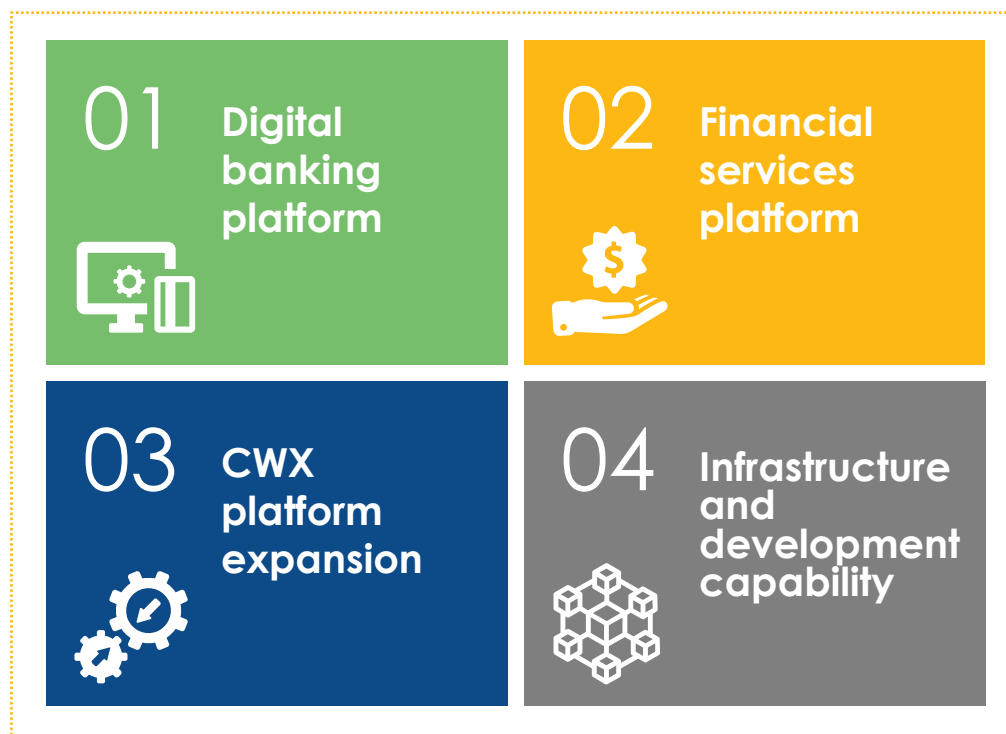 01
Digital
banking
platform
02
Financial
services
platform
$
03
CWX
platform
expansion
04
Infrastructure
and
development
capability